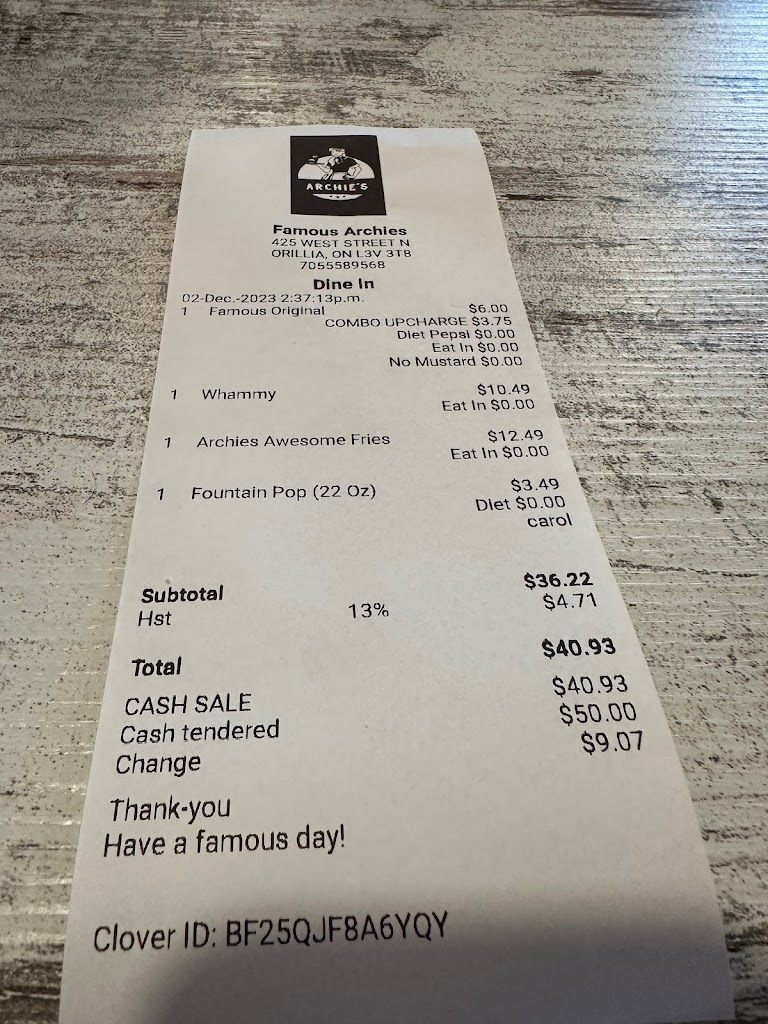 ARCHIE'S
Famous Archies
425 WEST STREET N
ORILLIA, ON L3V 3T8
7055589568
Dine In
02-Dec.-2023 2:37:13p.m.
1 Famous Original $6.00
COMBO UPCHARGE $3.75
Diet Pepsi $0.00
Eat In $0.00
No Mustard $0.00
1 Whammy $10.49
Eat In $0.00
1 Archies Awesome Fries $12.49
Eat In $0.00
1 Fountain Pop (22 Oz) $3.49
Diet $0.00
carol
Subtotal $36.22
Hst 13% $4.71
Total $40.93
CASH SALE $40.93
Cash tendered $50.00
Change $9.07
Thank-you
Have a famous day!
Clover ID: BF25QJF8A6YQY